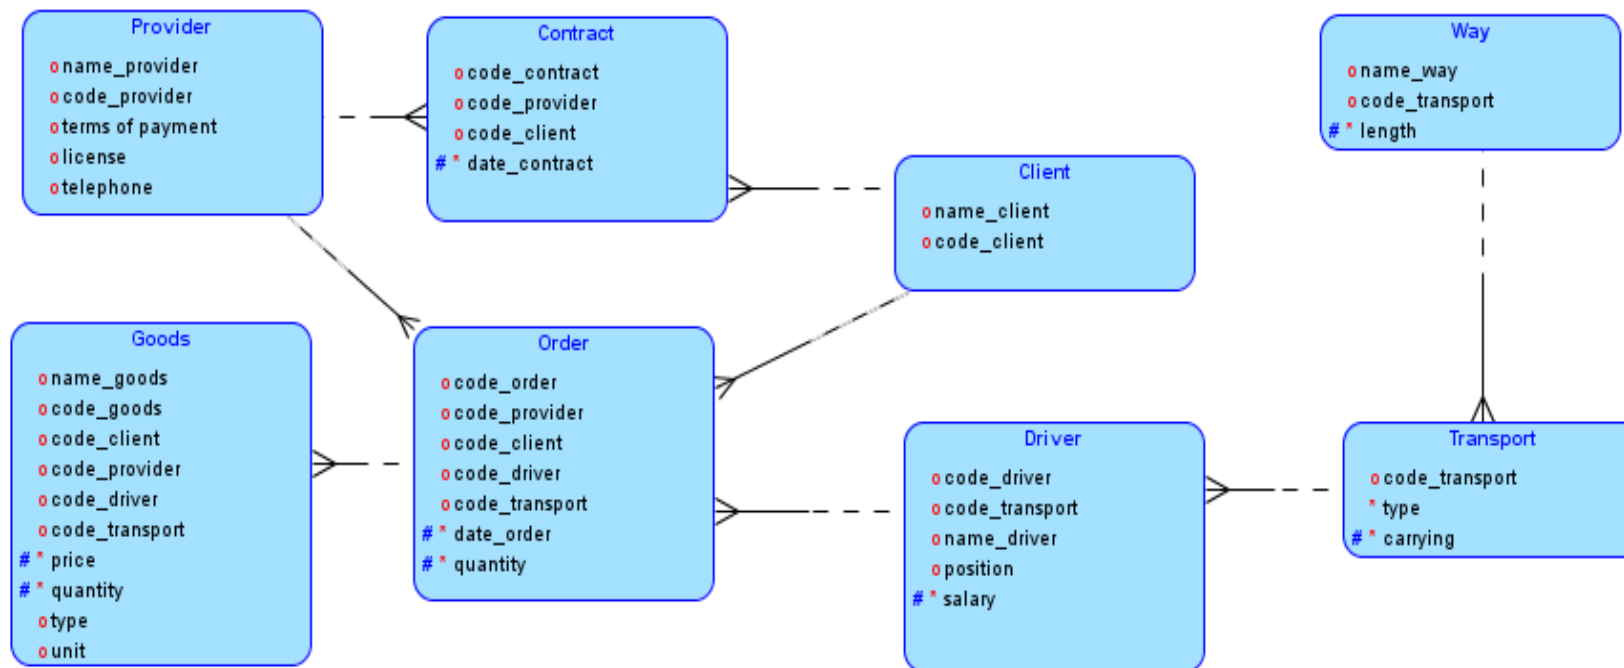 Provider
o name_provider
o code_provider
o terms of payment
o license
o telephone
Contract
o code_contract
o code_provider
o code_client
# * date_contract
Client
o name_client
o code_client
Way
o name_way
o code_transport
# * length
Goods
o name_goods
o code_goods
o code_client
o code_provider
o code_driver
o code_transport
# * price
# * quantity
o type
o unit
Order
o code_order
o code_provider
o code_client
o code_driver
o code_transport
# * date_order
# * quantity
Driver
o code_driver
o code_transport
o name_driver
o position
# * salary
Transport
o code_transport
* type
# * carrying